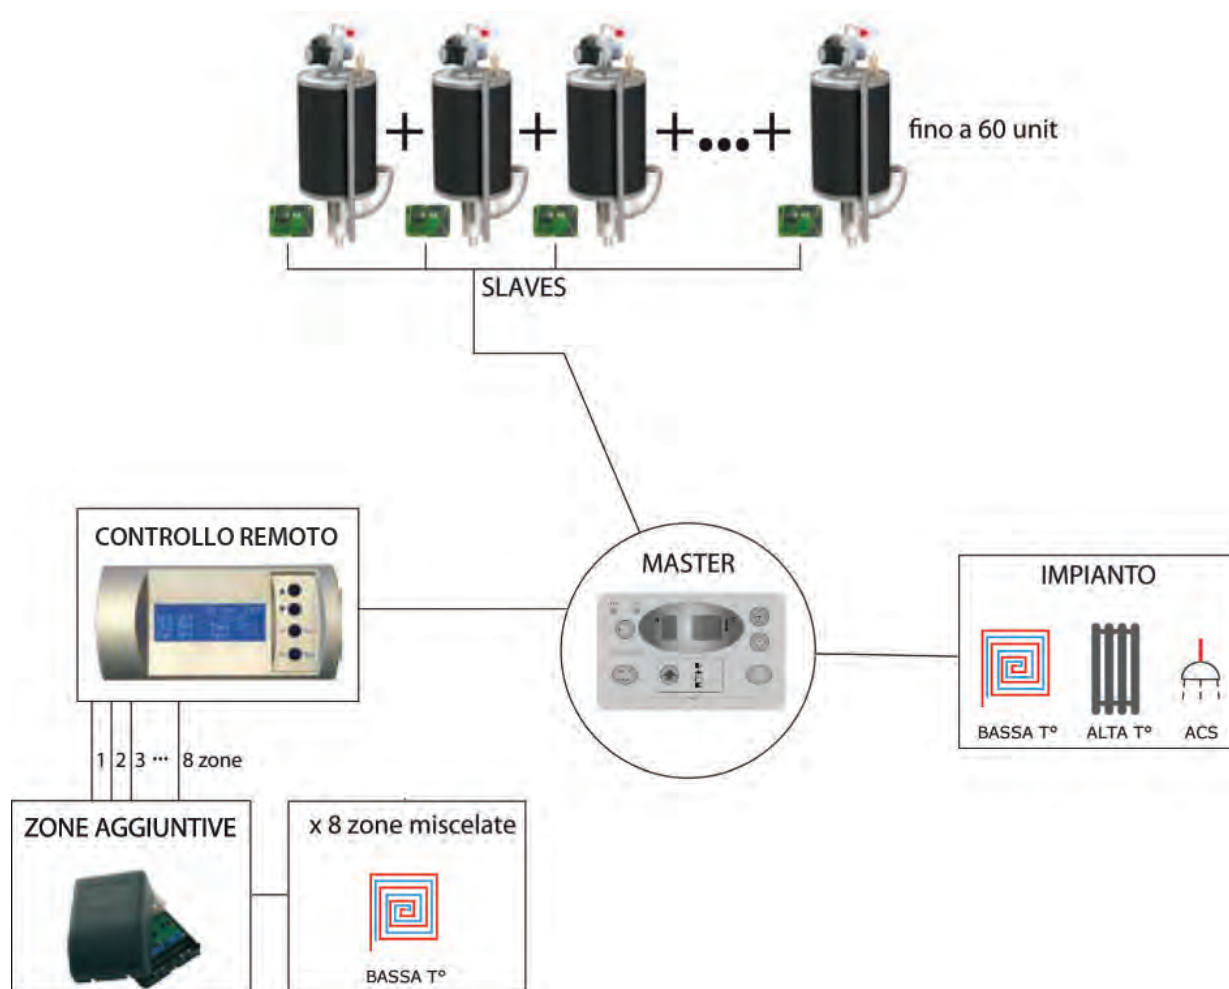 fino a 60 unit
SLAVES
CONTROLLO REMOTO
MASTER
IMPIANTO
BASSA T°
ALTA T°
ACS
1 2 3 ... 8 zone
ZONE AGGIUNTIVE
x 8 zone miscelate
BASSA T°